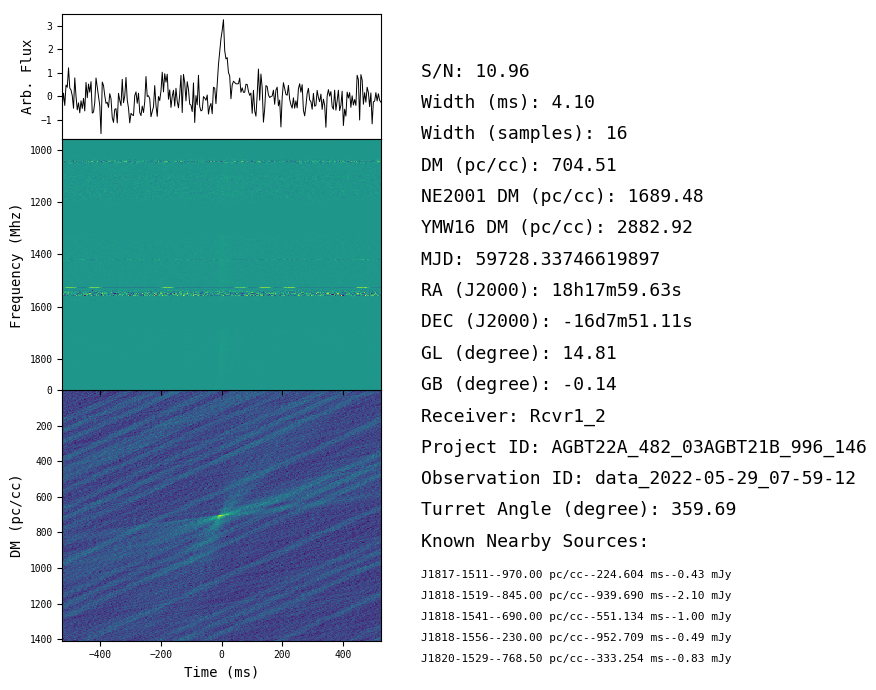 3
2
1
0
−1
Arb. Flux
1000
1200
1400
1600
1800
Frequency (Mhz)
0
200
400
600
800
1000
1200
1400
DM (pc/cc)
−400 −200 0 200 400
Time (ms)
S/N: 10.96
Width (ms): 4.10
Width (samples): 16
DM (pc/cc): 704.51
NE2001 DM (pc/cc): 1689.48
YMW16 DM (pc/cc): 2882.92
MJD: 59728.33746619897
RA (J2000): 18h17m59.63s
DEC (J2000): -16d7m51.11s
GL (degree): 14.81
GB (degree): -0.14
Receiver: Rcvr1_2
Project ID: AGBT22A_482_03AGBT21B_996_146
Observation ID: data_2022-05-29_07-59-12
Turret Angle (degree): 359.69
Known Nearby Sources:
J1817-1511--970.00 pc/cc--224.604 ms--0.43 mJy
J1818-1519--845.00 pc/cc--939.690 ms--2.10 mJy
J1818-1541--690.00 pc/cc--551.134 ms--1.00 mJy
J1818-1556--230.00 pc/cc--952.709 ms--0.49 mJy
J1820-1529--768.50 pc/cc--333.254 ms--0.83 mJy